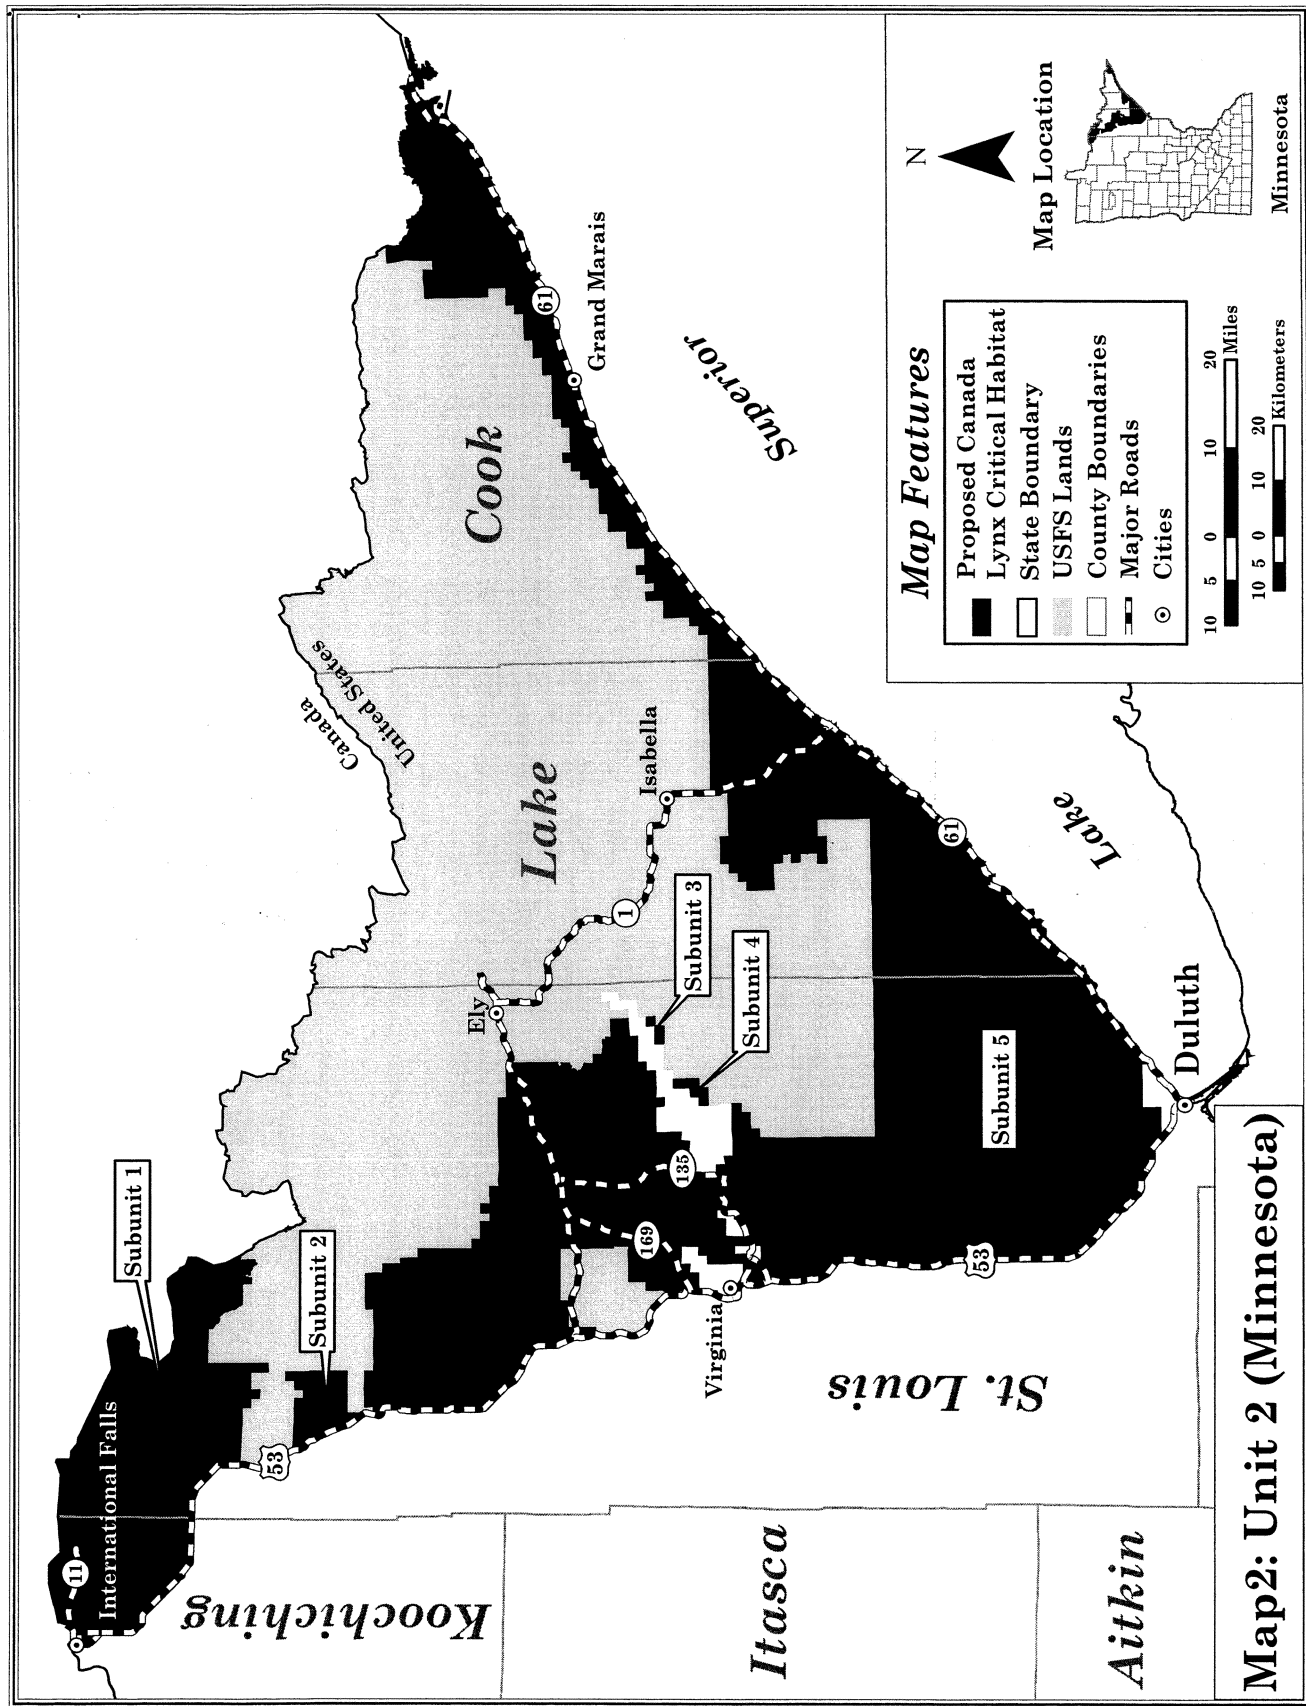 Map2: Unit 2 (Minnesota)
Canada
United States
Koochiching
Itasca
Aitkin
St. Louis
Lake
Cook
Lake
Superior
International Falls
Ely
Isabella
Virginia
Grand Marais
Duluth
Subunit 1
Subunit 2
Subunit 3
Subunit 4
Subunit 5
11
53
53
169
135
1
61
61
Map Features
Proposed Canada
Lynx Critical Habitat
State Boundary
USFS Lands
County Boundaries
Major Roads
Cities
10 5 0 10 20
Miles
10 5 0 10 20
Kilometers
N
Map Location
Minnesota